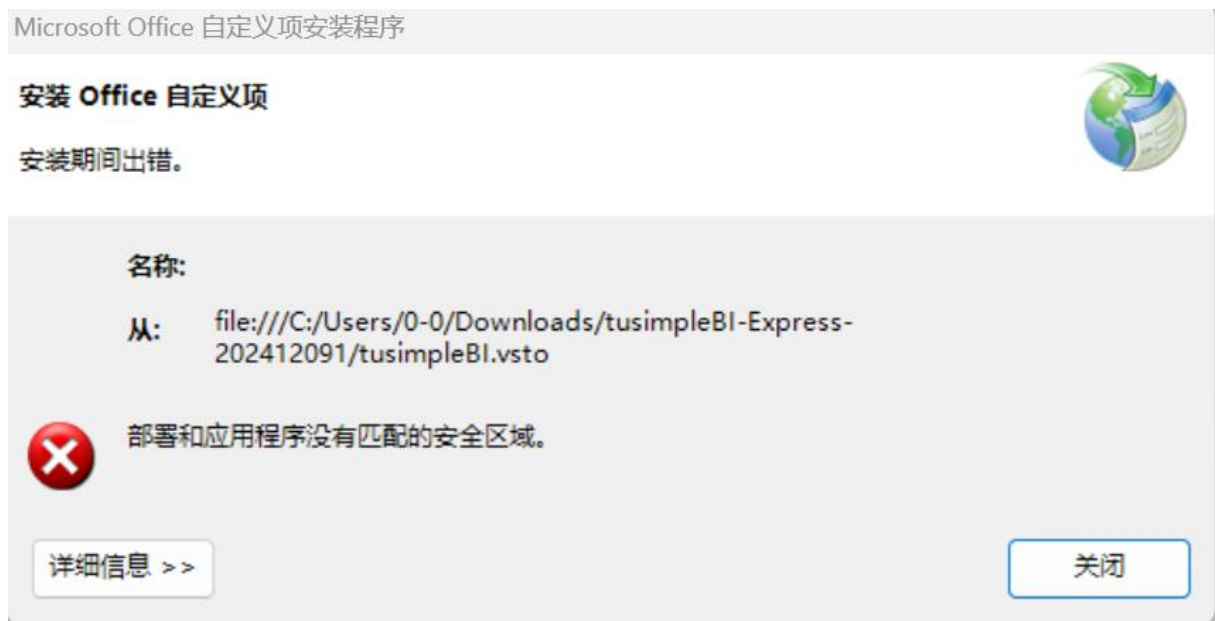 Microsoft Office 自定义项安装程序
安装 Office 自定义项
安装期间出错。
名称:
从: file:///C:/Users/0-0/Downloads/tusimpleBI-Express-
202412091/tusimpleBI.vsto
部署和应用程序没有匹配的安全区域。
详细信息 >>
关闭